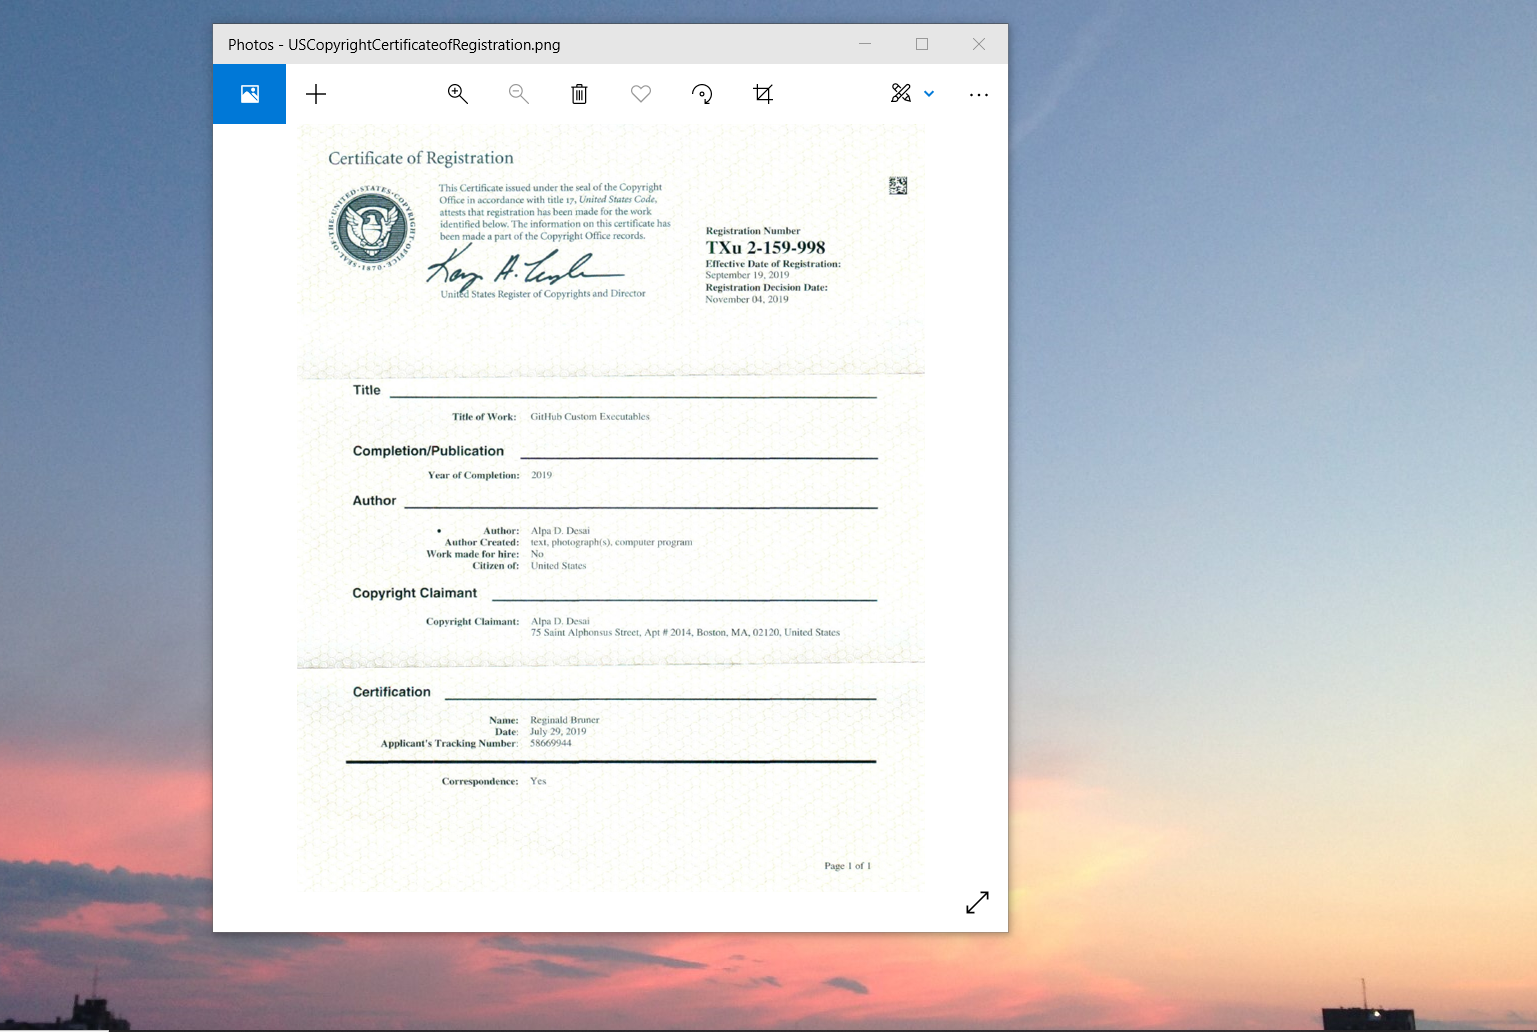 Photos - USCopyrightCertificateofRegistration.png
Certificate of Registration
THE·UNITED·STATES·COPYRIGHT·OFFICE·SEAL·OF·
·1870·
This Certificate issued under the seal of the Copyright
Office in accordance with title 17, United States Code,
attests that registration has been made for the work
identified below. The information on this certificate has
been made a part of the Copyright Office records.
United States Register of Copyrights and Director
Registration Number
TXu 2-159-998
Effective Date of Registration:
September 19, 2019
Registration Decision Date:
November 04, 2019
Title
Title of Work: GitHub Custom Executables
Completion/Publication
Year of Completion: 2019
Author
• Author: Alpa D. Desai
Author Created: text, photograph(s), computer program
Work made for hire: No
Citizen of: United States
Copyright Claimant
Copyright Claimant: Alpa D. Desai
75 Saint Alphonsus Street, Apt # 2014, Boston, MA, 02120, United States
Certification
Name: Reginald Bruner
Date: July 29, 2019
Applicant's Tracking Number: 58669944
Correspondence: Yes
Page 1 of 1